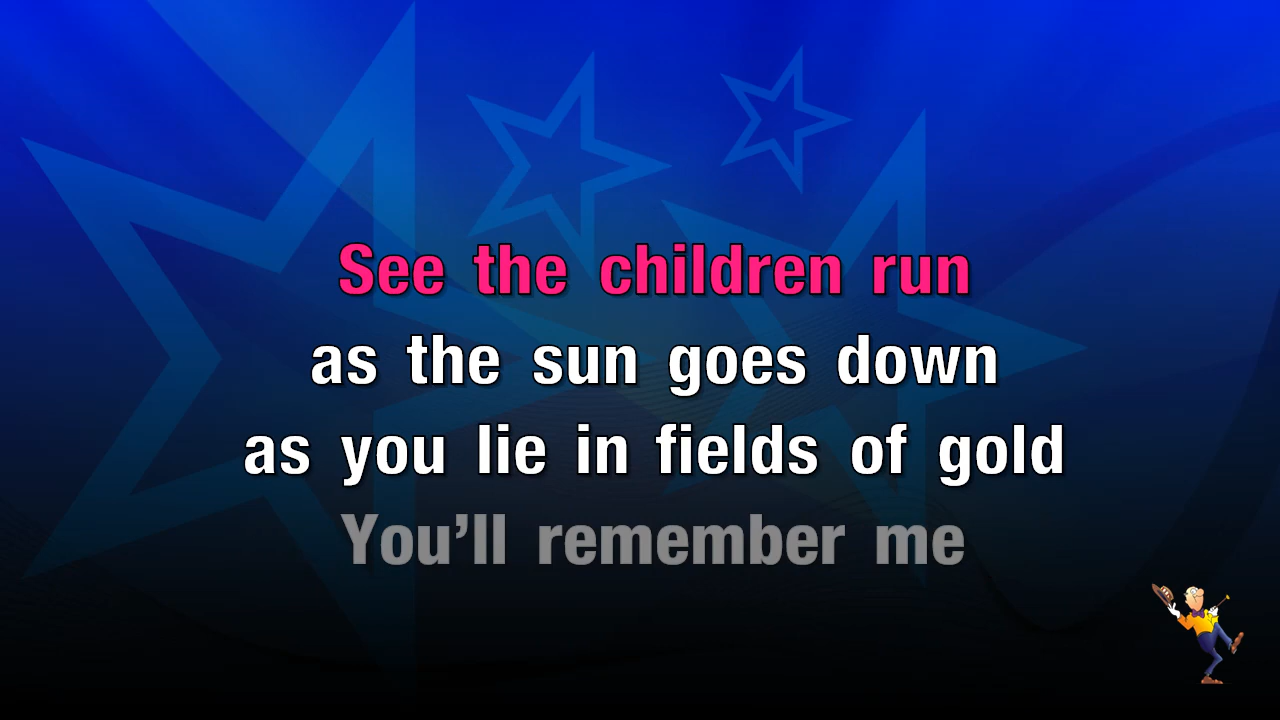 See the children run
as the sun goes down
as you lie in fields of gold
You’ll remember me